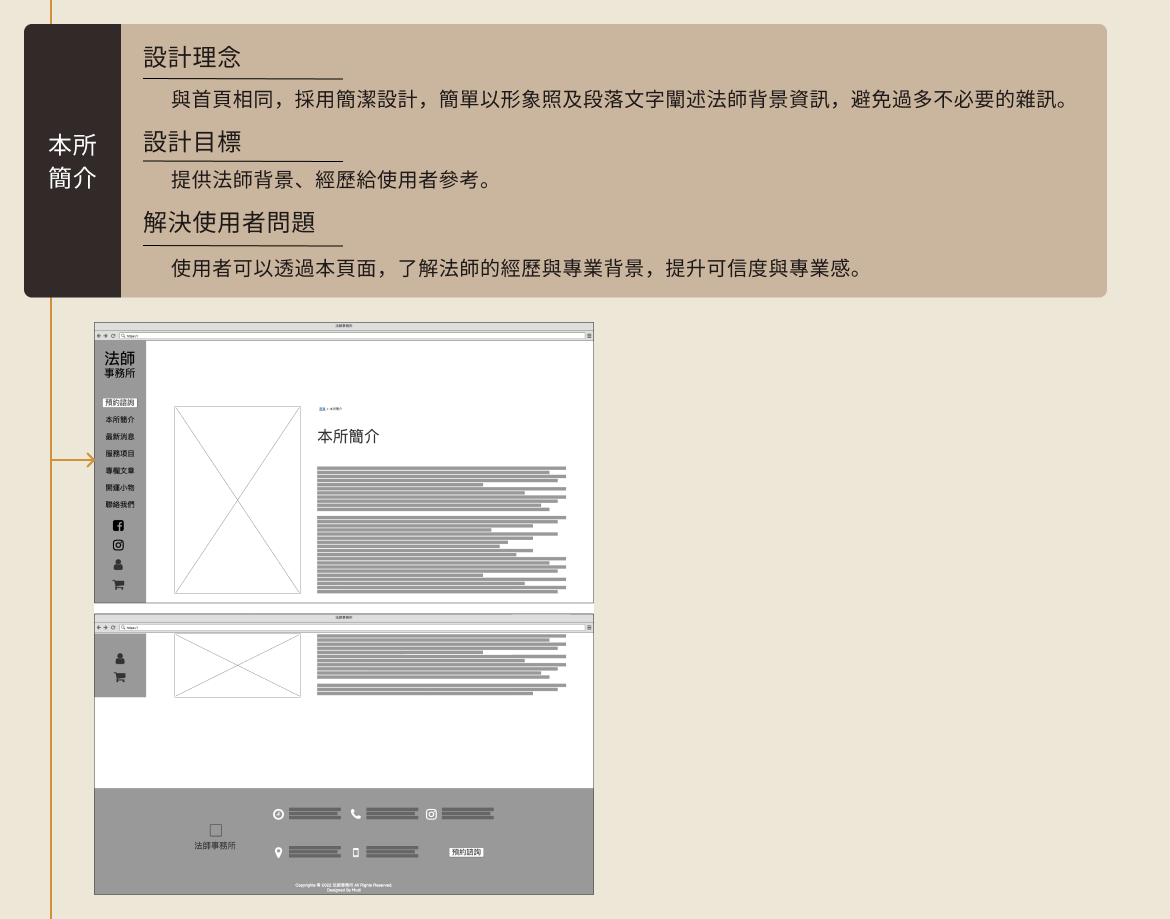 本所
簡介
設計理念
與首頁相同，採用簡潔設計，簡單以形象照及段落文字闡述法師背景資訊，避免過多不必要的雜訊。
設計目標
提供法師背景、經歷給使用者參考。
解決使用者問題
使用者可以透過本頁面，了解法師的經歷與專業背景，提升可信度與專業感。
法師事務所
https://
法師
事務所
預約諮詢
本所簡介
最新消息
服務項目
專欄文章
開運小物
聯絡我們
首頁 > 本所簡介
本所簡介
法師事務所
https://
法師事務所
預約諮詢
Copyrights © 2022 法師事務所 All Rights Reserved.